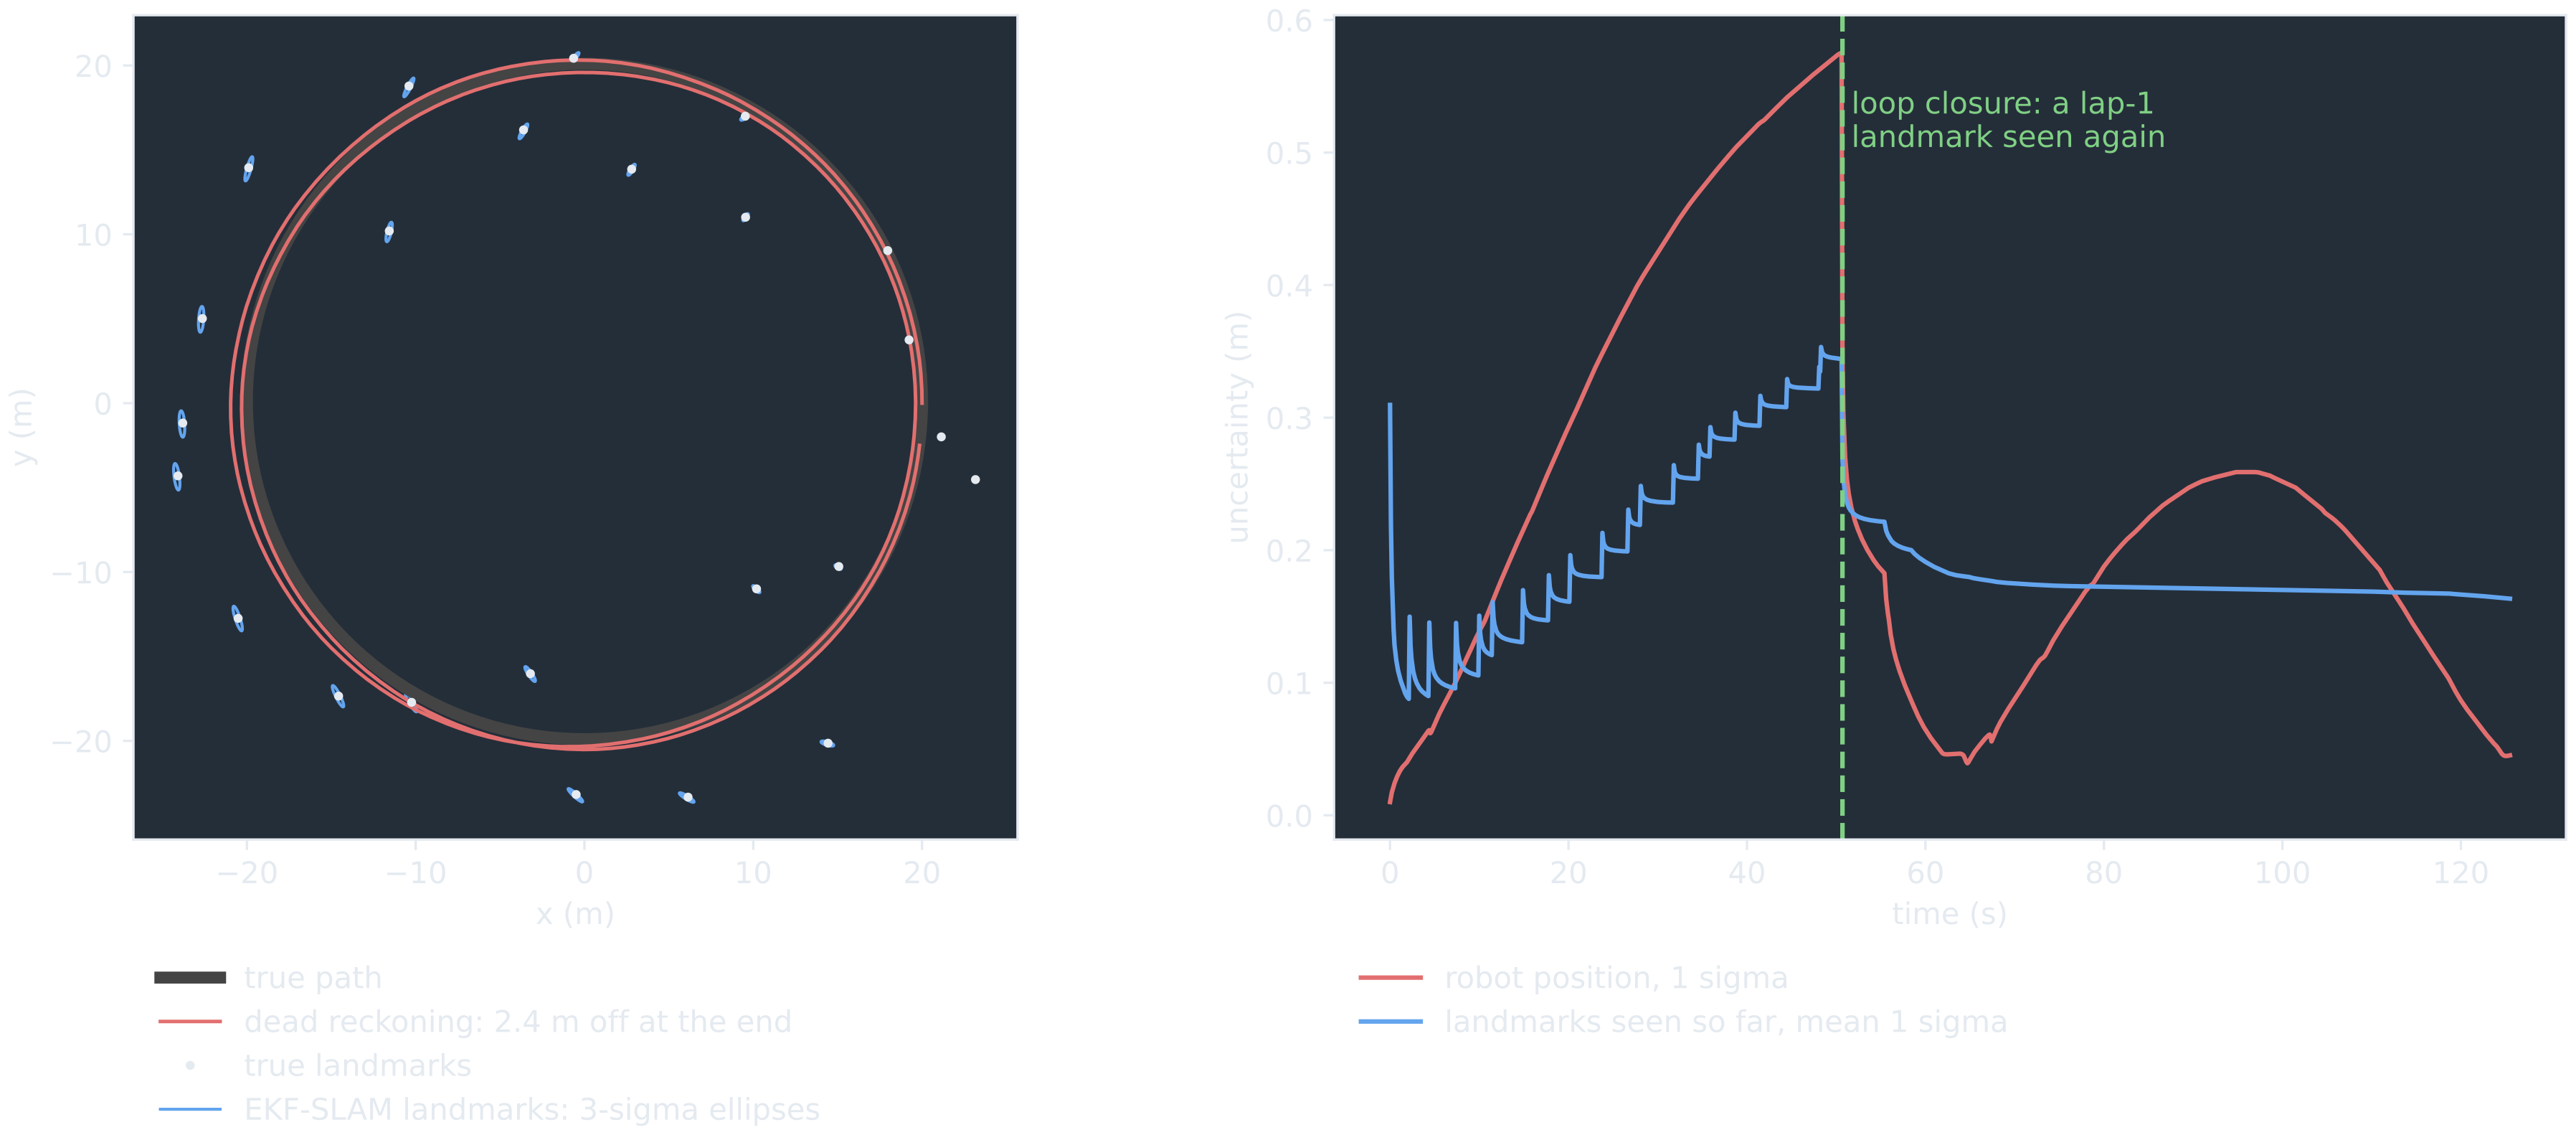 20
10
0
−10
−20
y (m)
−20
−10
0
10
20
x (m)
true path
dead reckoning: 2.4 m off at the end
true landmarks
EKF-SLAM landmarks: 3-sigma ellipses
0.6
0.5
0.4
0.3
0.2
0.1
0.0
uncertainty (m)
loop closure: a lap-1
landmark seen again
0
20
40
60
80
100
120
time (s)
robot position, 1 sigma
landmarks seen so far, mean 1 sigma